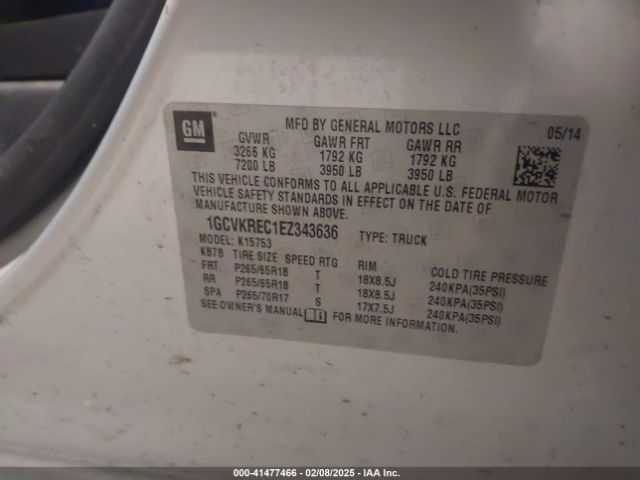 GM
MFD BY GENERAL MOTORS LLC
05/14
GVWR GAWR FRT GAWR RR
3266 KG 1792 KG 1792 KG
7200 LB 3950 LB 3950 LB
THIS VEHICLE CONFORMS TO ALL APPLICABLE U.S. FEDERAL MOTOR
VEHICLE SAFETY STANDARDS IN EFFECT ON THE DATE OF
MANUFACTURE SHOWN ABOVE.
1GCVKREC1EZ343636 TYPE: TRUCK
MODEL: K15753
KB7B TIRE SIZE SPEED RTG RIM COLD TIRE PRESSURE
FRT P265/65R18 T 18X8.5J 240KPA(35PSI)
RR P265/65R18 T 18X8.5J 240KPA(35PSI)
SPA P265/70R17 S 17X7.5J 240KPA(35PSI)
SEE OWNER'S MANUAL FOR MORE INFORMATION.
000-41477466 - 02/08/2025 - IAA Inc.